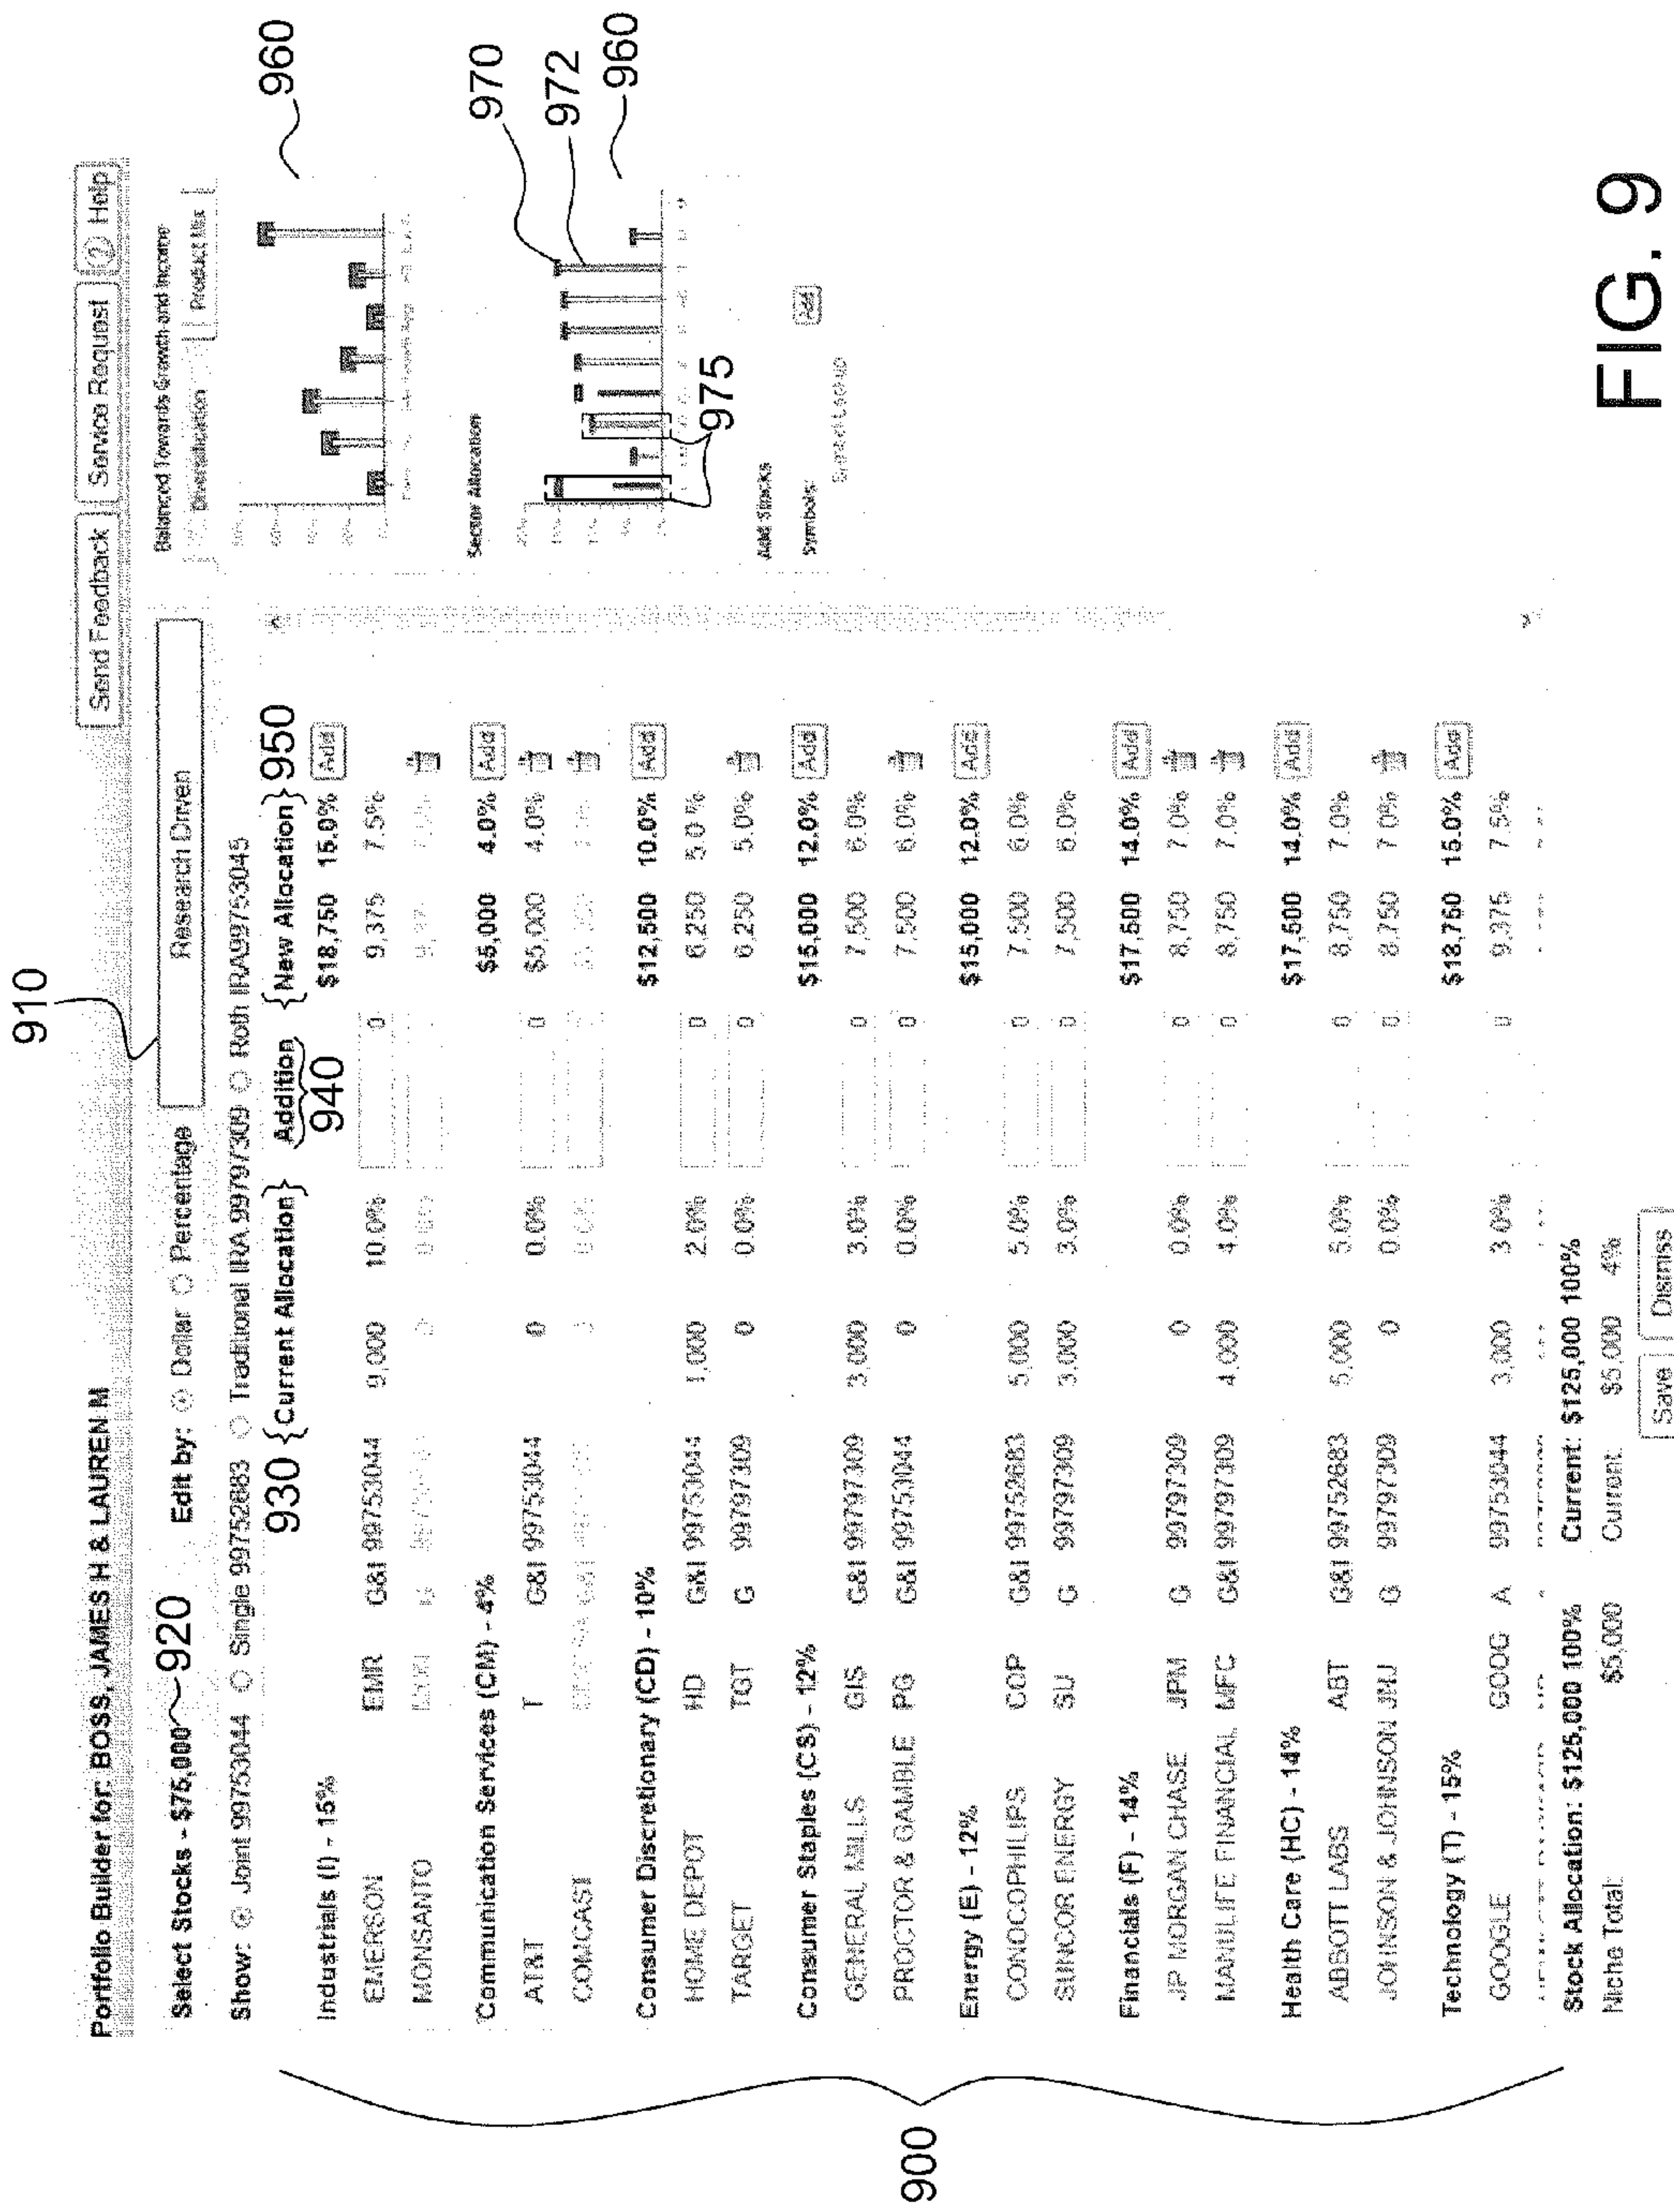 910
Send Feedback Service Request ? Help
Portfolio Builder for: BOSS, JAMES H & LAUREN M
Select Stocks - $75,000 920 Edit by: Dollar Percentage Research Driven
Show: Joint 99753044 Single 99752683 Traditional IRA 99797309 Roth IRA99753045
930 {Current Allocation} Addition {New Allocation} 950
940
Industrials (I) - 15% $18,750 15.0% Add
EMERSON EMR G&I 99753044 9,000 10.0% 0 9,375 7.5%
MONSANTO
Communication Services (CM) - 4% $5,000 4.0% Add
AT&T T G&I 99753044 0 0.0% 0 $5,000 4.0%
COMCAST
Consumer Discretionary (CD) - 10% $12,500 10.0% Add
HOME DEPOT HD G&I 99753044 1,000 2.0% 0 6,250 5.0%
TARGET TGT G 99797309 0 0.0% 0 6,250 5.0%
Consumer Staples (CS) - 12% $15,000 12.0% Add
GENERAL MILLS GIS G&I 99797309 3,000 3.0% 0 7,500 6.0%
PROCTOR & GAMBLE PG G&I 99753044 0 0.0% 0 7,500 6.0%
Energy (E) - 12% $15,000 12.0% Add
CONOCOPHILIPS COP G&I 99752683 5,000 5.0% 0 7,500 6.0%
SUNCOR ENERGY SU G 99797309 3,000 3.0% 0 7,500 6.0%
Financials (F) - 14% $17,500 14.0% Add
JP MORGAN CHASE JPM G 99797309 0 0.0% 0 8,750 7.0%
MANULIFE FINANCIAL MFC G&I 99797309 4,000 4.0% 0 8,750 7.0%
Health Care (HC) - 14% $17,500 14.0% Add
ABBOTT LABS ABT G&I 99752683 5,000 5.0% 0 8,750 7.0%
JOHNSON & JOHNSON JNJ G 99797309 0 0.0% 0 8,750 7.0%
Technology (T) - 15% $18,750 15.0% Add
GOOGLE GOOG A 99753044 3,000 3.0% 0 9,375 7.5%
Stock Allocation: $125,000 100% Current: $125,000 100%
Niche Total: $5,000 Current: $5,000 4%
Save Dismiss
900
Balanced Towards Growth and Income
Diversification Product Mix
960
Sector Allocation
970
972
960
975
Add Stocks
Symbols: Add
Symbol Lookup
FIG. 9